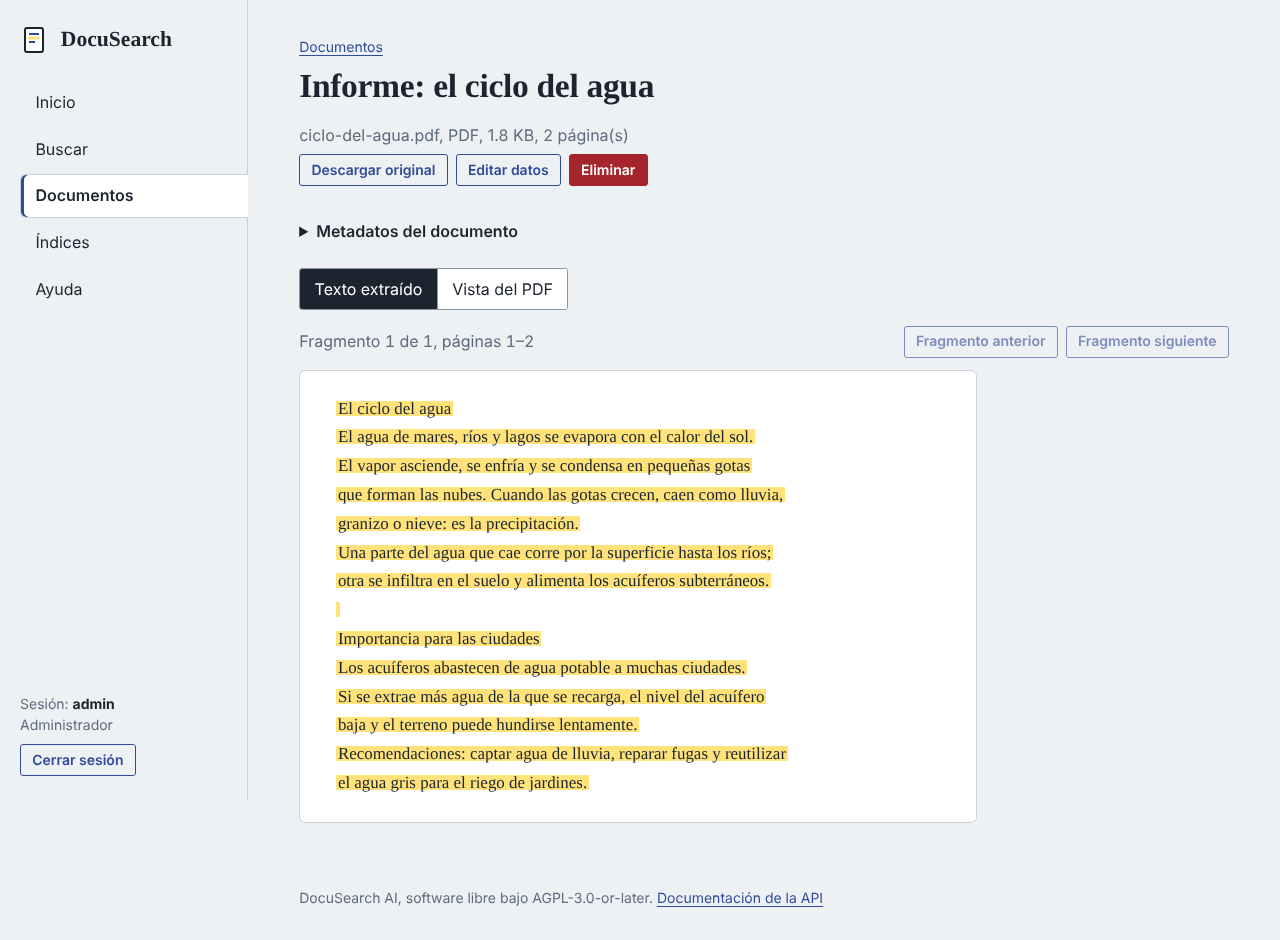 DocuSearch
Inicio
Buscar
Documentos
Índices
Ayuda
Sesión: admin
Administrador
Cerrar sesión
Documentos
Informe: el ciclo del agua
ciclo-del-agua.pdf, PDF, 1.8 KB, 2 página(s)
Descargar original
Editar datos
Eliminar
Metadatos del documento
Texto extraído
Vista del PDF
Fragmento 1 de 1, páginas 1–2
Fragmento anterior
Fragmento siguiente
El ciclo del agua
El agua de mares, ríos y lagos se evapora con el calor del sol.
El vapor asciende, se enfría y se condensa en pequeñas gotas
que forman las nubes. Cuando las gotas crecen, caen como lluvia,
granizo o nieve: es la precipitación.
Una parte del agua que cae corre por la superficie hasta los ríos;
otra se infiltra en el suelo y alimenta los acuíferos subterráneos.
Importancia para las ciudades
Los acuíferos abastecen de agua potable a muchas ciudades.
Si se extrae más agua de la que se recarga, el nivel del acuífero
baja y el terreno puede hundirse lentamente.
Recomendaciones: captar agua de lluvia, reparar fugas y reutilizar
el agua gris para el riego de jardines.
DocuSearch AI, software libre bajo AGPL-3.0-or-later. Documentación de la API